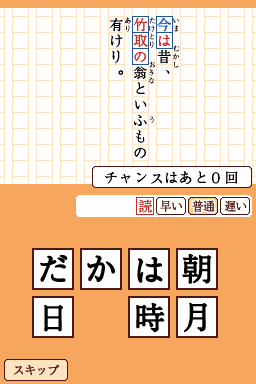 今は昔、
竹取の翁といふもの
有けり。
いま むかし
たけとり おきな う
あり
チャンスはあと0回
読 早い 普通 遅い
だ か は 朝
日 時 月
スキップ